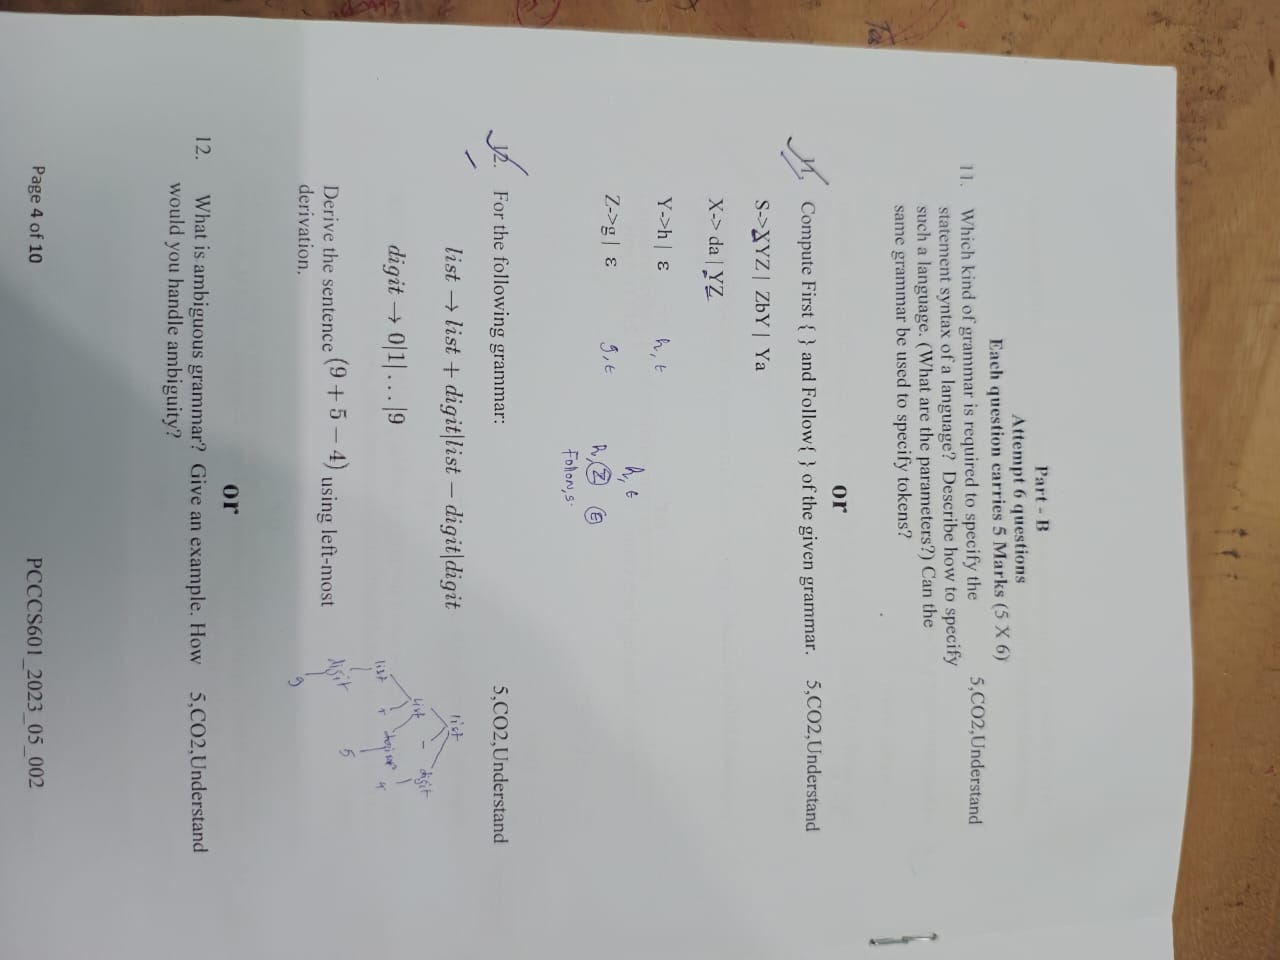 Part - B
Attempt 6 questions
Each question carries 5 Marks (5 X 6)
11. Which kind of grammar is required to specify the 5,CO2,Understand
statement syntax of a language? Describe how to specify
such a language. (What are the parameters?) Can the
same grammar be used to specify tokens?
or
11. Compute First { } and Follow{ } of the given grammar. 5,CO2,Understand
S->XYZ | ZbY | Ya
X-> da | YZ
Y->h | ε h, ε
h, ε
Z->g | ε g, ε
h, Z ε
Follow, s.
12. For the following grammar: 5,CO2,Understand
list → list + digit|list − digit|digit
digit → 0|1|...|9
list
list - digit
list + digit 4
digit 5
9
Derive the sentence (9 + 5 − 4) using left-most
derivation.
or
12. What is ambiguous grammar? Give an example. How 5,CO2,Understand
would you handle ambiguity?
Page 4 of 10 PCCCS601_2023_05_002